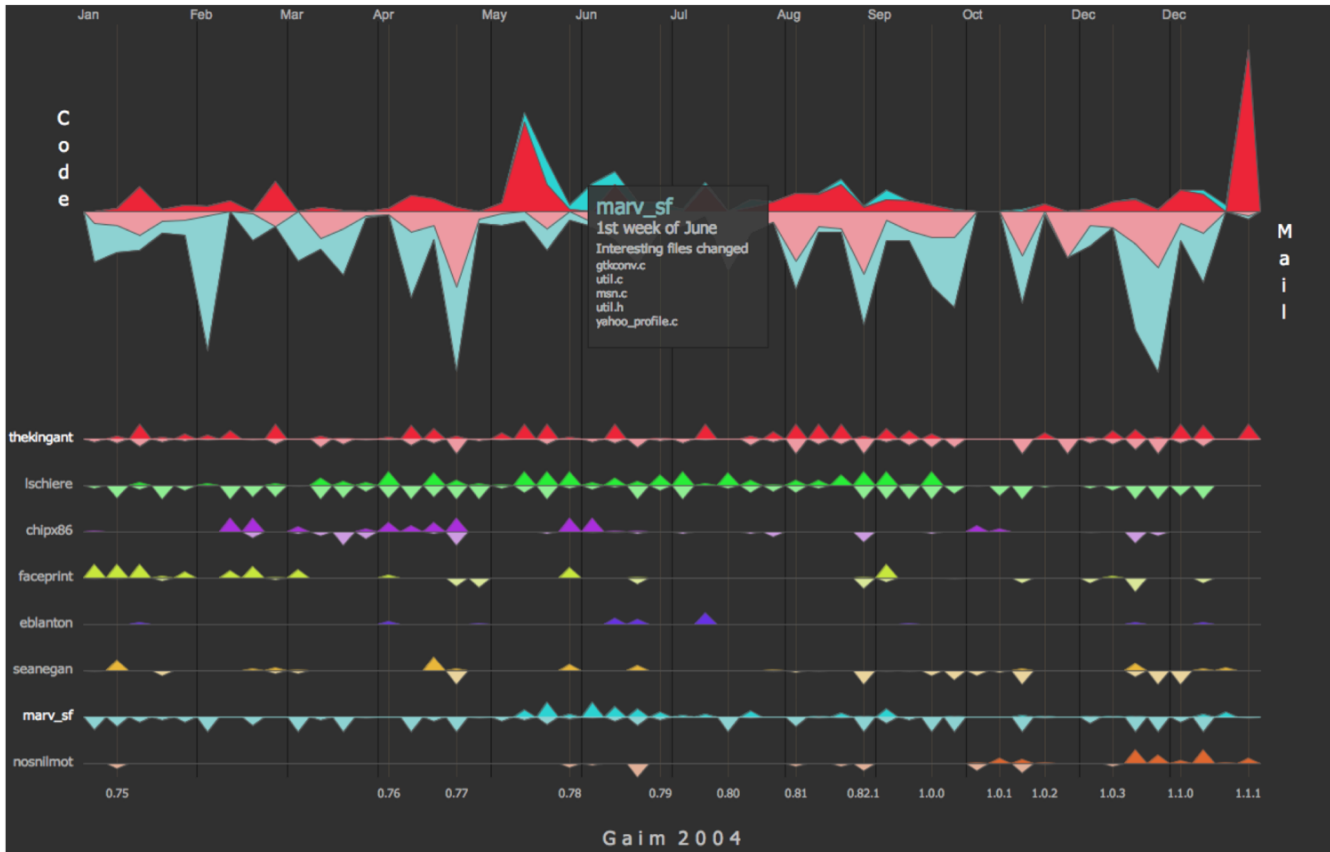 Jan Feb Mar Apr May Jun Jul Aug Sep Oct Dec Dec
Code
Mail
marv_sf
1st week of June
Interesting files changed
gtkconv.c
util.c
msn.c
util.h
yahoo_profile.c
thekingant
lschiere
chipx86
faceprint
eblanton
seanegan
marv_sf
nosnilmot
0.75 0.76 0.77 0.78 0.79 0.80 0.81 0.82.1 1.0.0 1.0.1 1.0.2 1.0.3 1.1.0 1.1.1
Gaim 2004